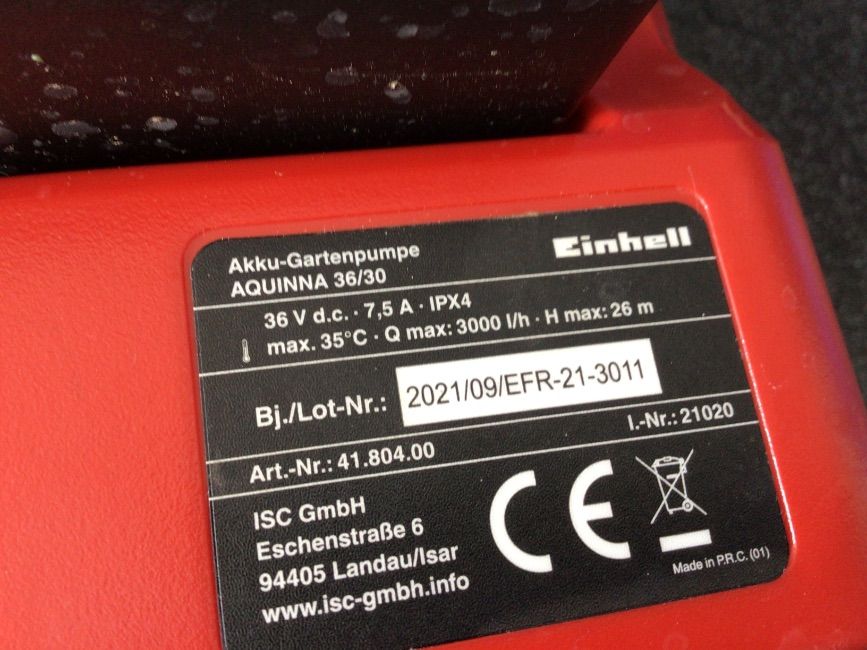 Akku-Gartenpumpe
AQUINNA 36/30
Einhell
36 V d.c. · 7,5 A · IPX4
max. 35°C · Q max: 3000 l/h · H max: 26 m
Bj./Lot-Nr.: 2021/09/EFR-21-3011
Art.-Nr.: 41.804.00
I.-Nr.: 21020
ISC GmbH
Eschenstraße 6
94405 Landau/Isar
www.isc-gmbh.info
CE
Made in P.R.C. (01)